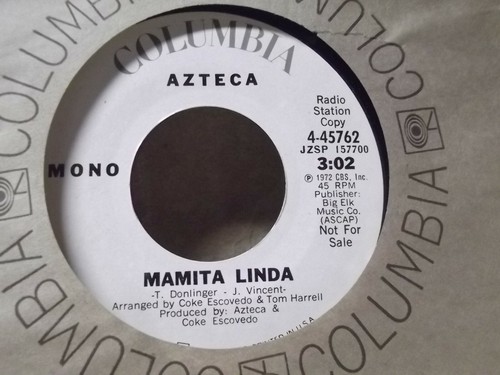 COLUMBIA
AZTECA
MONO
Radio
Station
Copy
4-45762
JZSP 157700
3:02
Ⓟ 1972 CBS, Inc.
45 RPM
Publisher:
Big Elk
Music Co.
(ASCAP)
Not For
Sale
MAMITA LINDA
-T. Donlinger - J. Vincent-
Arranged by Coke Escovedo & Tom Harrell
Produced by: Azteca &
Coke Escovedo
IN U.S.A.
COLUMBIA
COLUMBIA
COLUMBIA
COLUMBIA